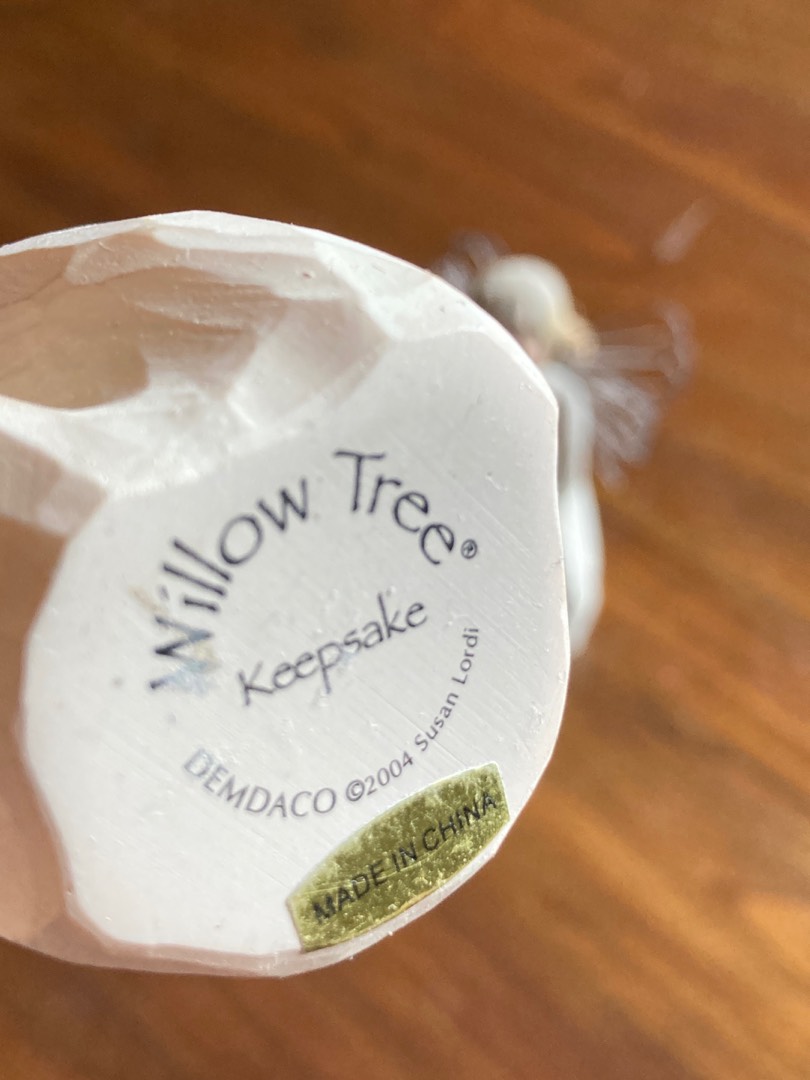 Willow Tree®
Keepsake
DEMDACO ©2004 Susan Lordi
MADE IN CHINA